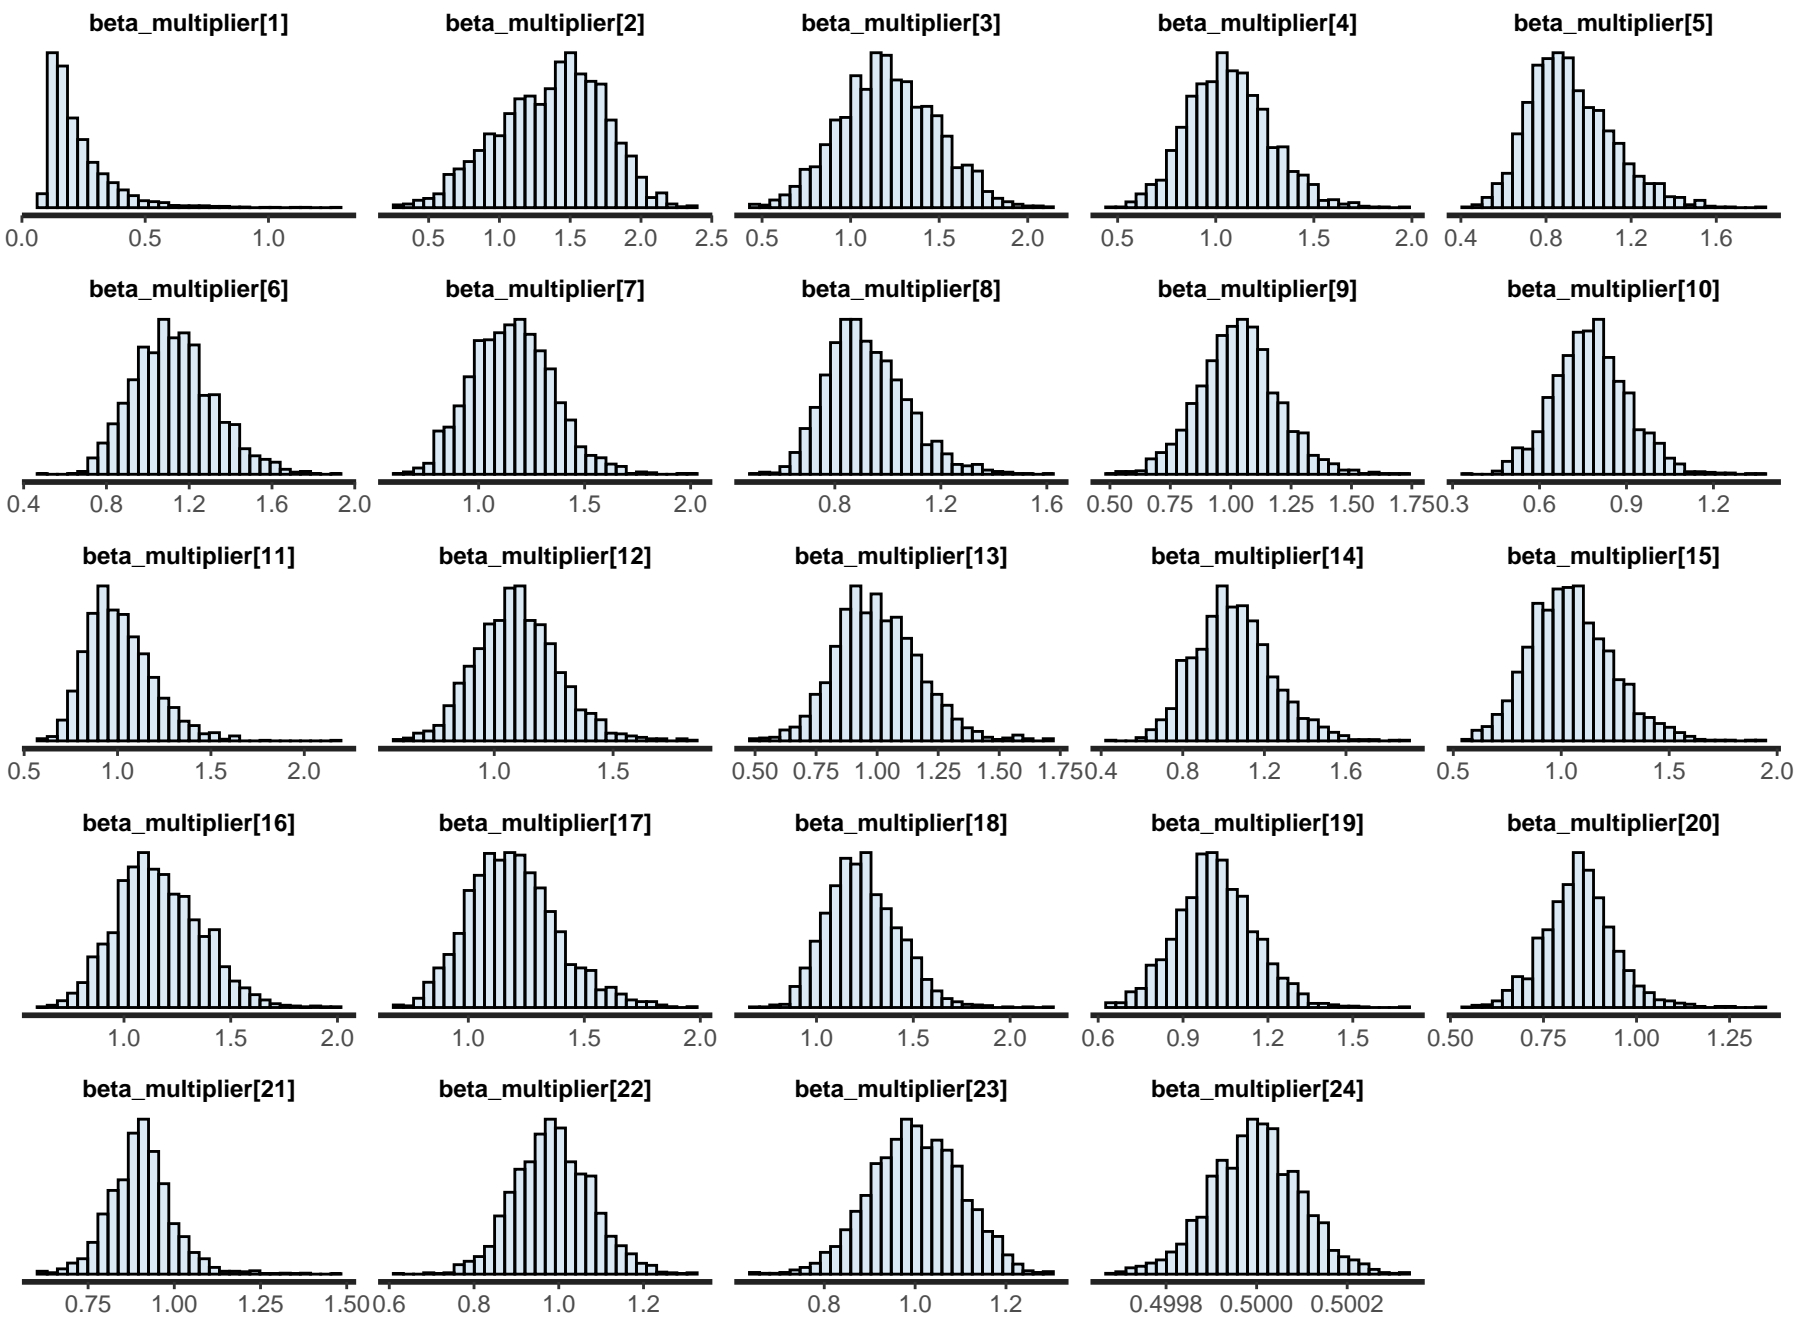 beta_multiplier[1] beta_multiplier[2] beta_multiplier[3] beta_multiplier[4] beta_multiplier[5]
0.0 0.5 1.0 0.5 1.0 1.5 2.0 2.5 0.5 1.0 1.5 2.0 0.5 1.0 1.5 2.0 0.4 0.8 1.2 1.6
beta_multiplier[6] beta_multiplier[7] beta_multiplier[8] beta_multiplier[9] beta_multiplier[10]
0.4 0.8 1.2 1.6 2.0 1.0 1.5 2.0 0.8 1.2 1.6 0.50 0.75 1.00 1.25 1.50 1.75 0.3 0.6 0.9 1.2
beta_multiplier[11] beta_multiplier[12] beta_multiplier[13] beta_multiplier[14] beta_multiplier[15]
0.5 1.0 1.5 2.0 1.0 1.5 0.50 0.75 1.00 1.25 1.50 1.75 0.4 0.8 1.2 1.6 0.5 1.0 1.5 2.0
beta_multiplier[16] beta_multiplier[17] beta_multiplier[18] beta_multiplier[19] beta_multiplier[20]
1.0 1.5 2.0 1.0 1.5 2.0 1.0 1.5 2.0 0.6 0.9 1.2 1.5 0.50 0.75 1.00 1.25
beta_multiplier[21] beta_multiplier[22] beta_multiplier[23] beta_multiplier[24]
0.75 1.00 1.25 1.50 0.6 0.8 1.0 1.2 0.8 1.0 1.2 0.4998 0.5000 0.5002